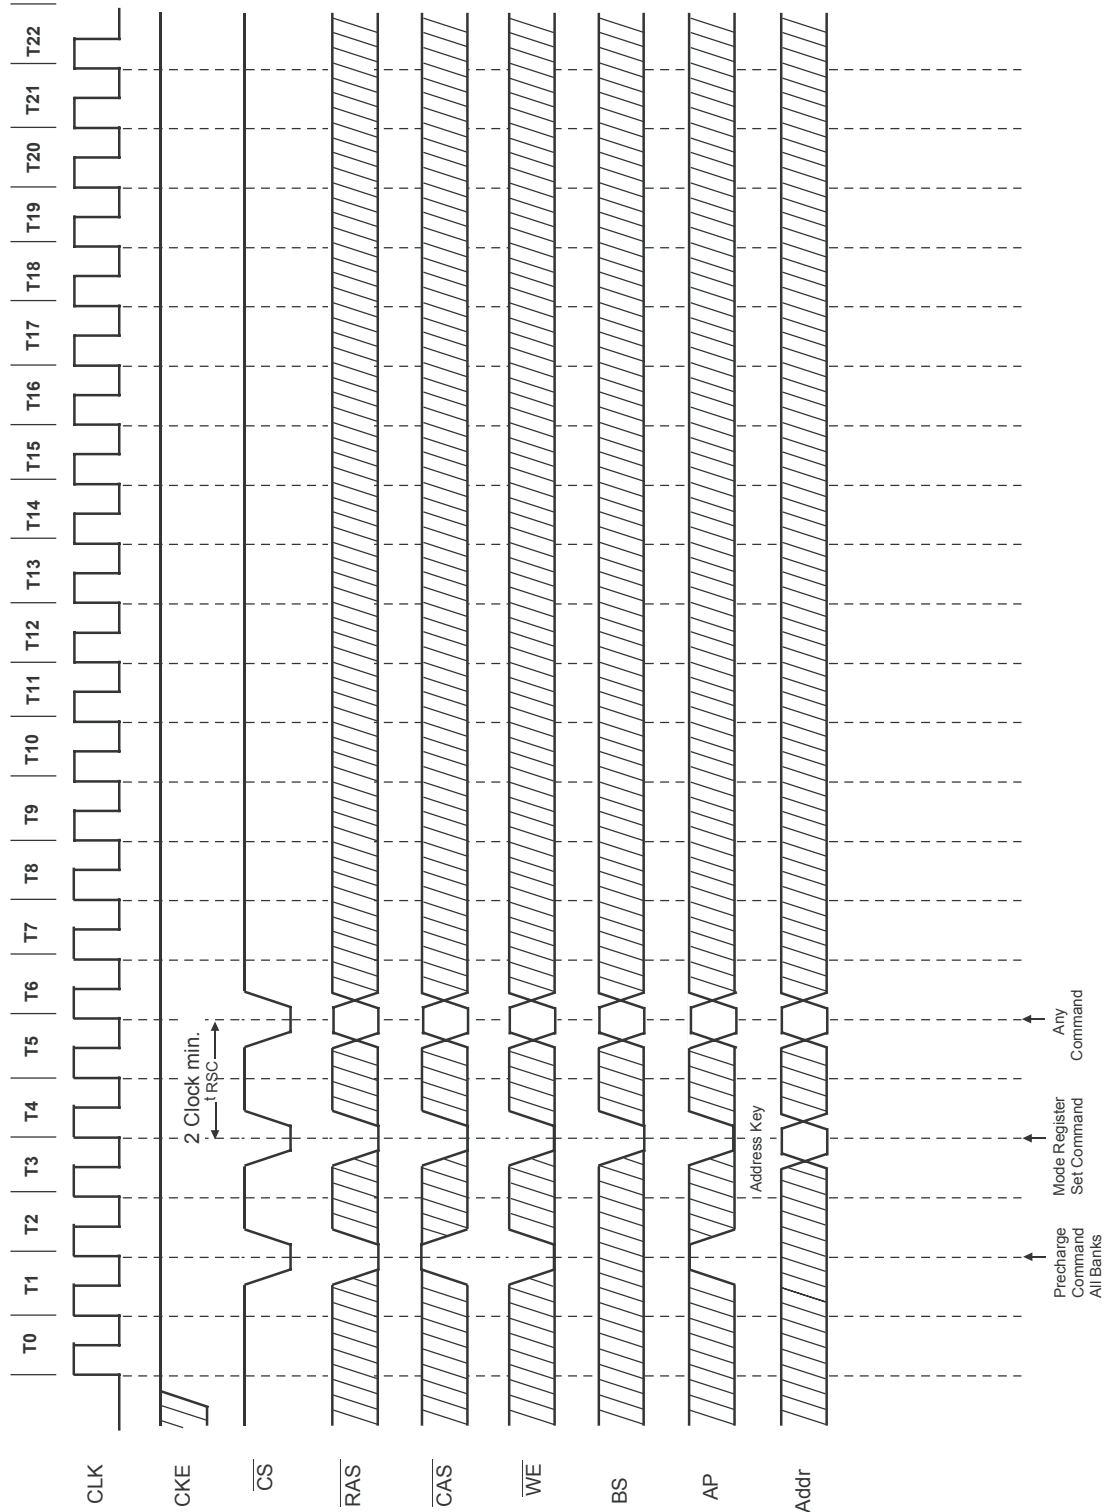 T0 T1 T2 T3 T4 T5 T6 T7 T8 T9 T10 T11 T12 T13 T14 T15 T16 T17 T18 T19 T20 T21 T22
CLK
CKE
2 Clock min.
tRSC
CS
RAS
CAS
WE
BS
AP
Address Key
Addr
Precharge
Command
All Banks
Mode Register
Set Command
Any
Command